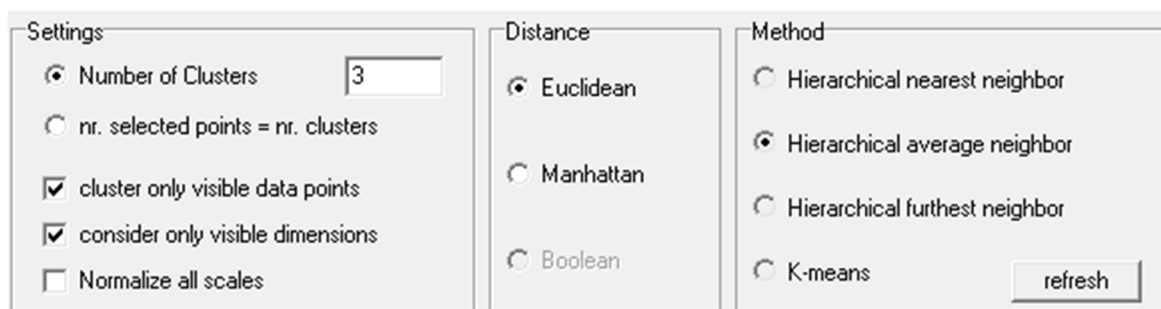 Settings
Number of Clusters 3
nr. selected points = nr. clusters
cluster only visible data points
consider only visible dimensions
Normalize all scales
Distance
Euclidean
Manhattan
Boolean
Method
Hierarchical nearest neighbor
Hierarchical average neighbor
Hierarchical furthest neighbor
K-means
refresh